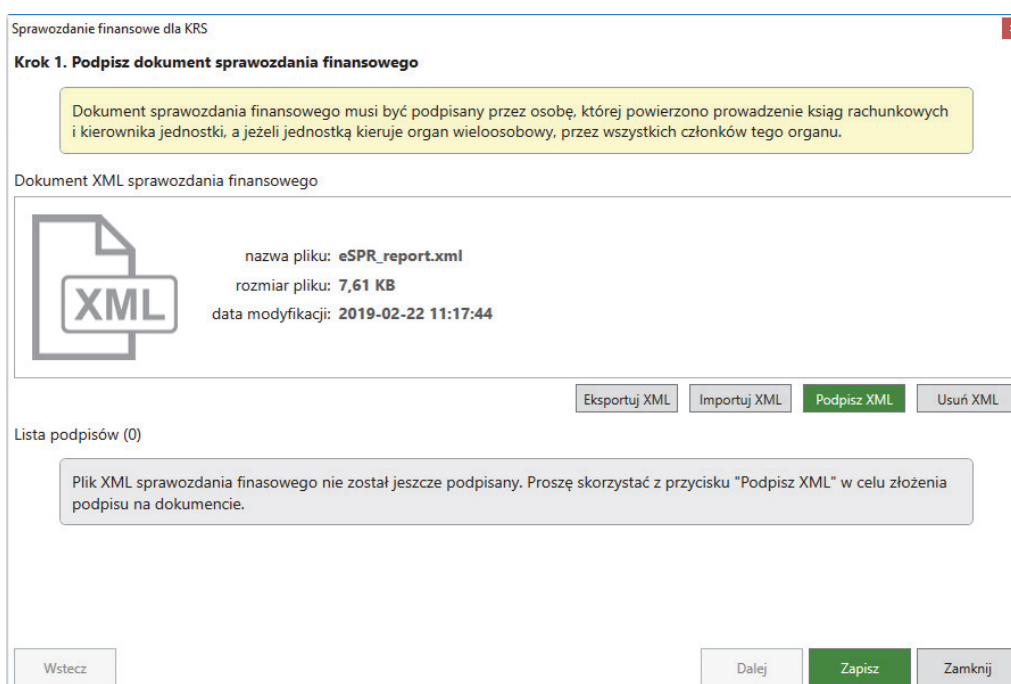 Sprawozdanie finansowe dla KRS
Krok 1. Podpisz dokument sprawozdania finansowego
Dokument sprawozdania finansowego musi być podpisany przez osobę, której powierzono prowadzenie ksiąg rachunkowych
i kierownika jednostki, a jeżeli jednostką kieruje organ wieloosobowy, przez wszystkich członków tego organu.
Dokument XML sprawozdania finansowego
XML
nazwa pliku: eSPR_report.xml
rozmiar pliku: 7,61 KB
data modyfikacji: 2019-02-22 11:17:44
Eksportuj XML Importuj XML Podpisz XML Usuń XML
Lista podpisów (0)
Plik XML sprawozdania finasowego nie został jeszcze podpisany. Proszę skorzystać z przycisku "Podpisz XML" w celu złożenia
podpisu na dokumencie.
Wstecz Dalej Zapisz Zamknij